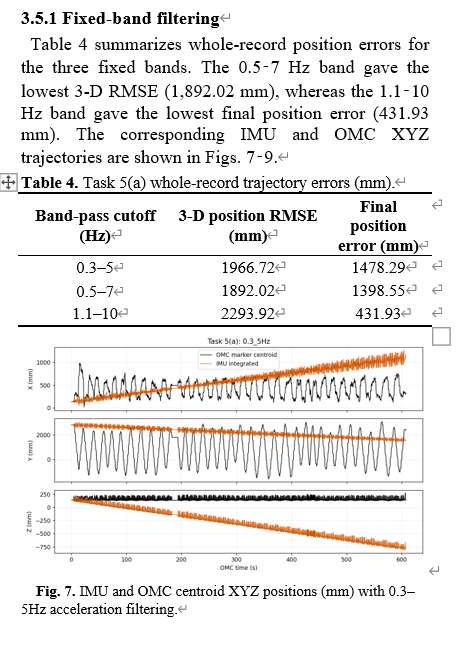 3.5.1 Fixed-band filtering
Table 4 summarizes whole-record position errors for
the three fixed bands. The 0.5-7 Hz band gave the
lowest 3-D RMSE (1,892.02 mm), whereas the 1.1-10
Hz band gave the lowest final position error (431.93
mm). The corresponding IMU and OMC XYZ
trajectories are shown in Figs. 7-9.
Table 4. Task 5(a) whole-record trajectory errors (mm).
Band-pass cutoff (Hz) 3-D position RMSE (mm) Final position error (mm)
0.3–5 1966.72 1478.29
0.5–7 1892.02 1398.55
1.1–10 2293.92 431.93
Task 5(a): 0.3_5Hz
OMC marker centroid
IMU integrated
X (mm)
1000
500
0
Y (mm)
2000
0
Z (mm)
250
0
−250
−500
−750
0 100 200 300 400 500 600
OMC time (s)
Fig. 7. IMU and OMC centroid XYZ positions (mm) with 0.3–
5Hz acceleration filtering.